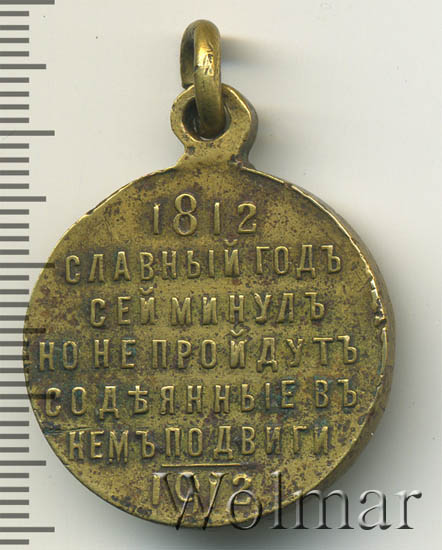 1812
СЛАВНЫЙ ГОДЪ
СЕЙ МИНУЛЪ
НО НЕ ПРОЙДУТЪ
СОДѢЯННЫЕ ВЪ
НЕМЪ ПОДВИГИ
1912
Wolmar